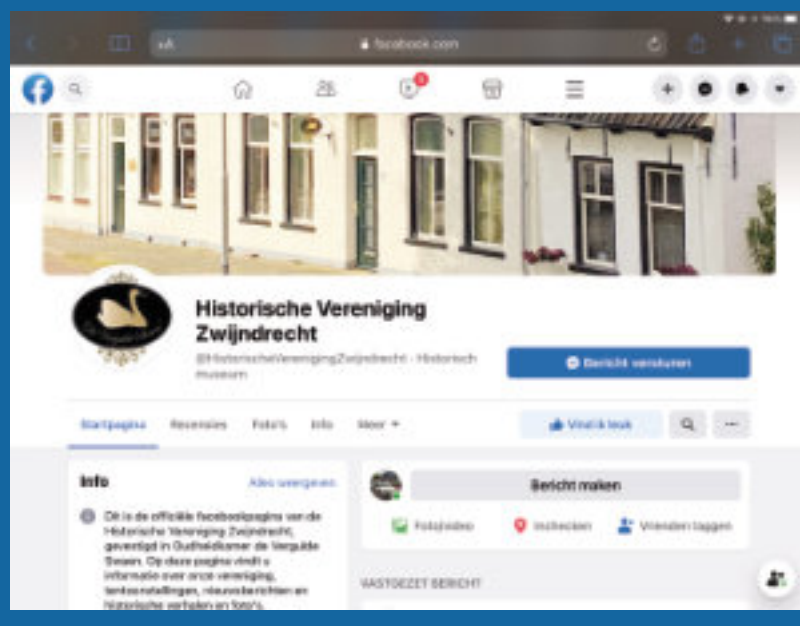 AA facebook.com
Historische Vereniging
Zwijndrecht
@HistorischeVerenigingZwijndrecht · Historisch
museum
Bericht versturen
Startpagina Recensies Foto's Info Meer
Vind ik leuk
Info Alles weergeven
Dit is de officiële facebookpagina van de
Historische Vereniging Zwijndrecht,
gevestigd in Oudheidkamer de Vergulde
Swaen. Op deze pagina vindt u
informatie over onze vereniging,
tentoonstellingen, nieuwsberichten en
historische verhalen en foto's.
Bericht maken
Foto/video Inchecken Vrienden taggen
VASTGEZET BERICHT